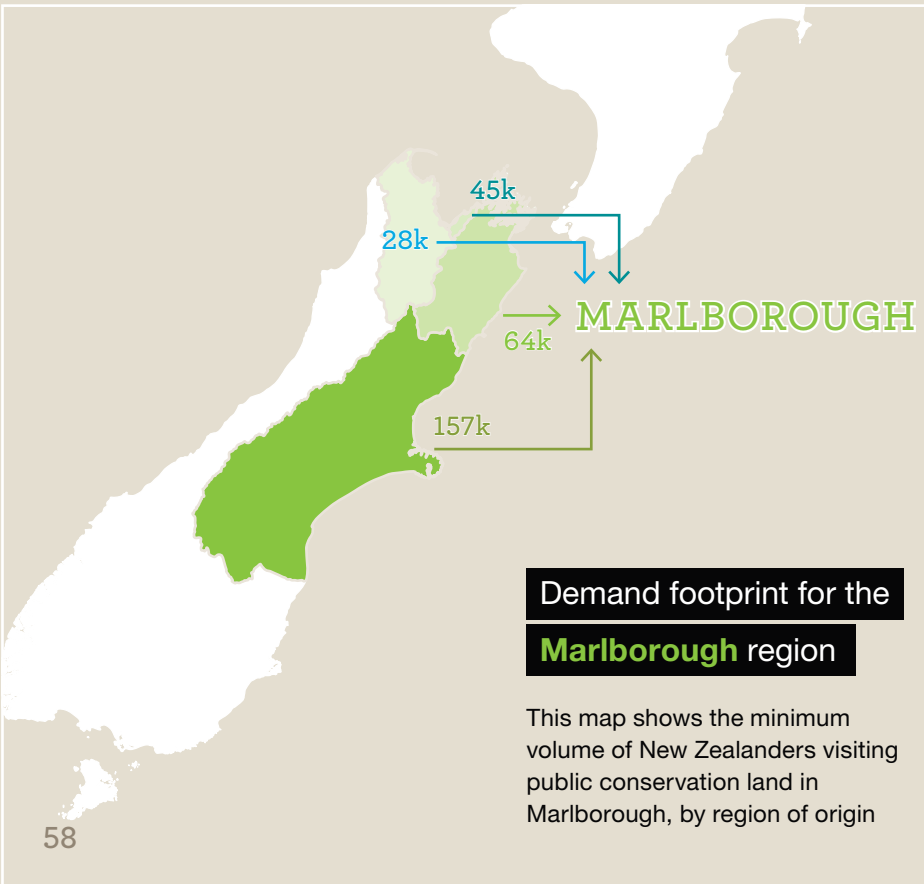 45k
28k
MARLBOROUGH
64k
157k
Demand footprint for the
Marlborough region
This map shows the minimum
volume of New Zealanders visiting
public conservation land in
Marlborough, by region of origin
58